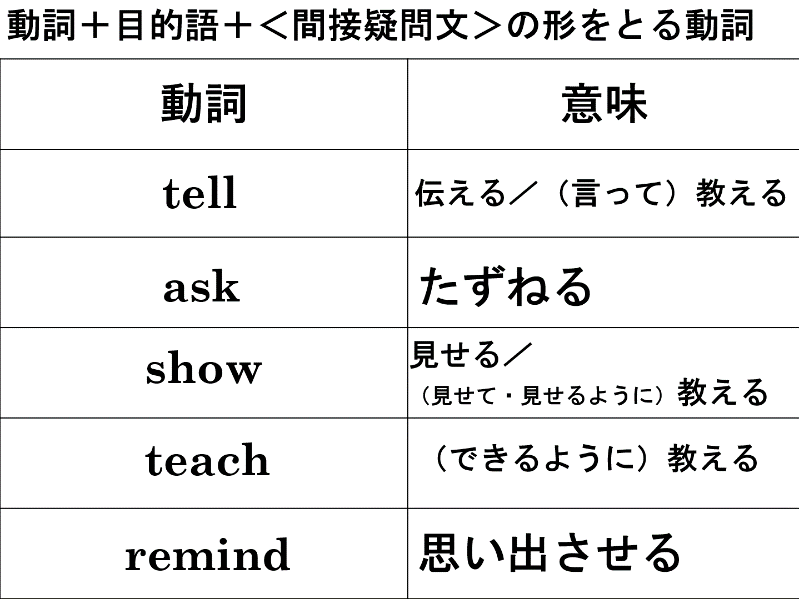 動詞＋目的語＋＜間接疑問文＞の形をとる動詞
動詞 意味
tell 伝える／（言って）教える
ask たずねる
show 見せる／
（見せて・見せるように）教える
teach （できるように）教える
remind 思い出させる